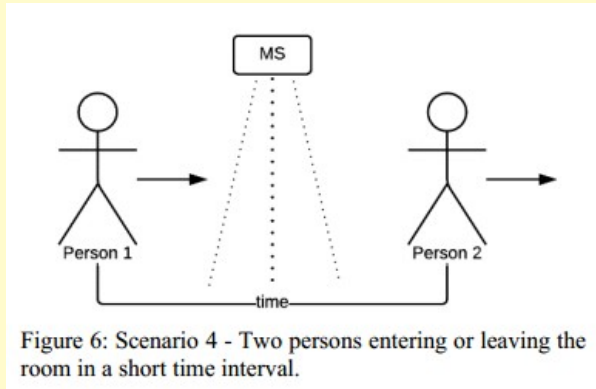 MS
Person 1
Person 2
time
Figure 6: Scenario 4 - Two persons entering or leaving the
room in a short time interval.